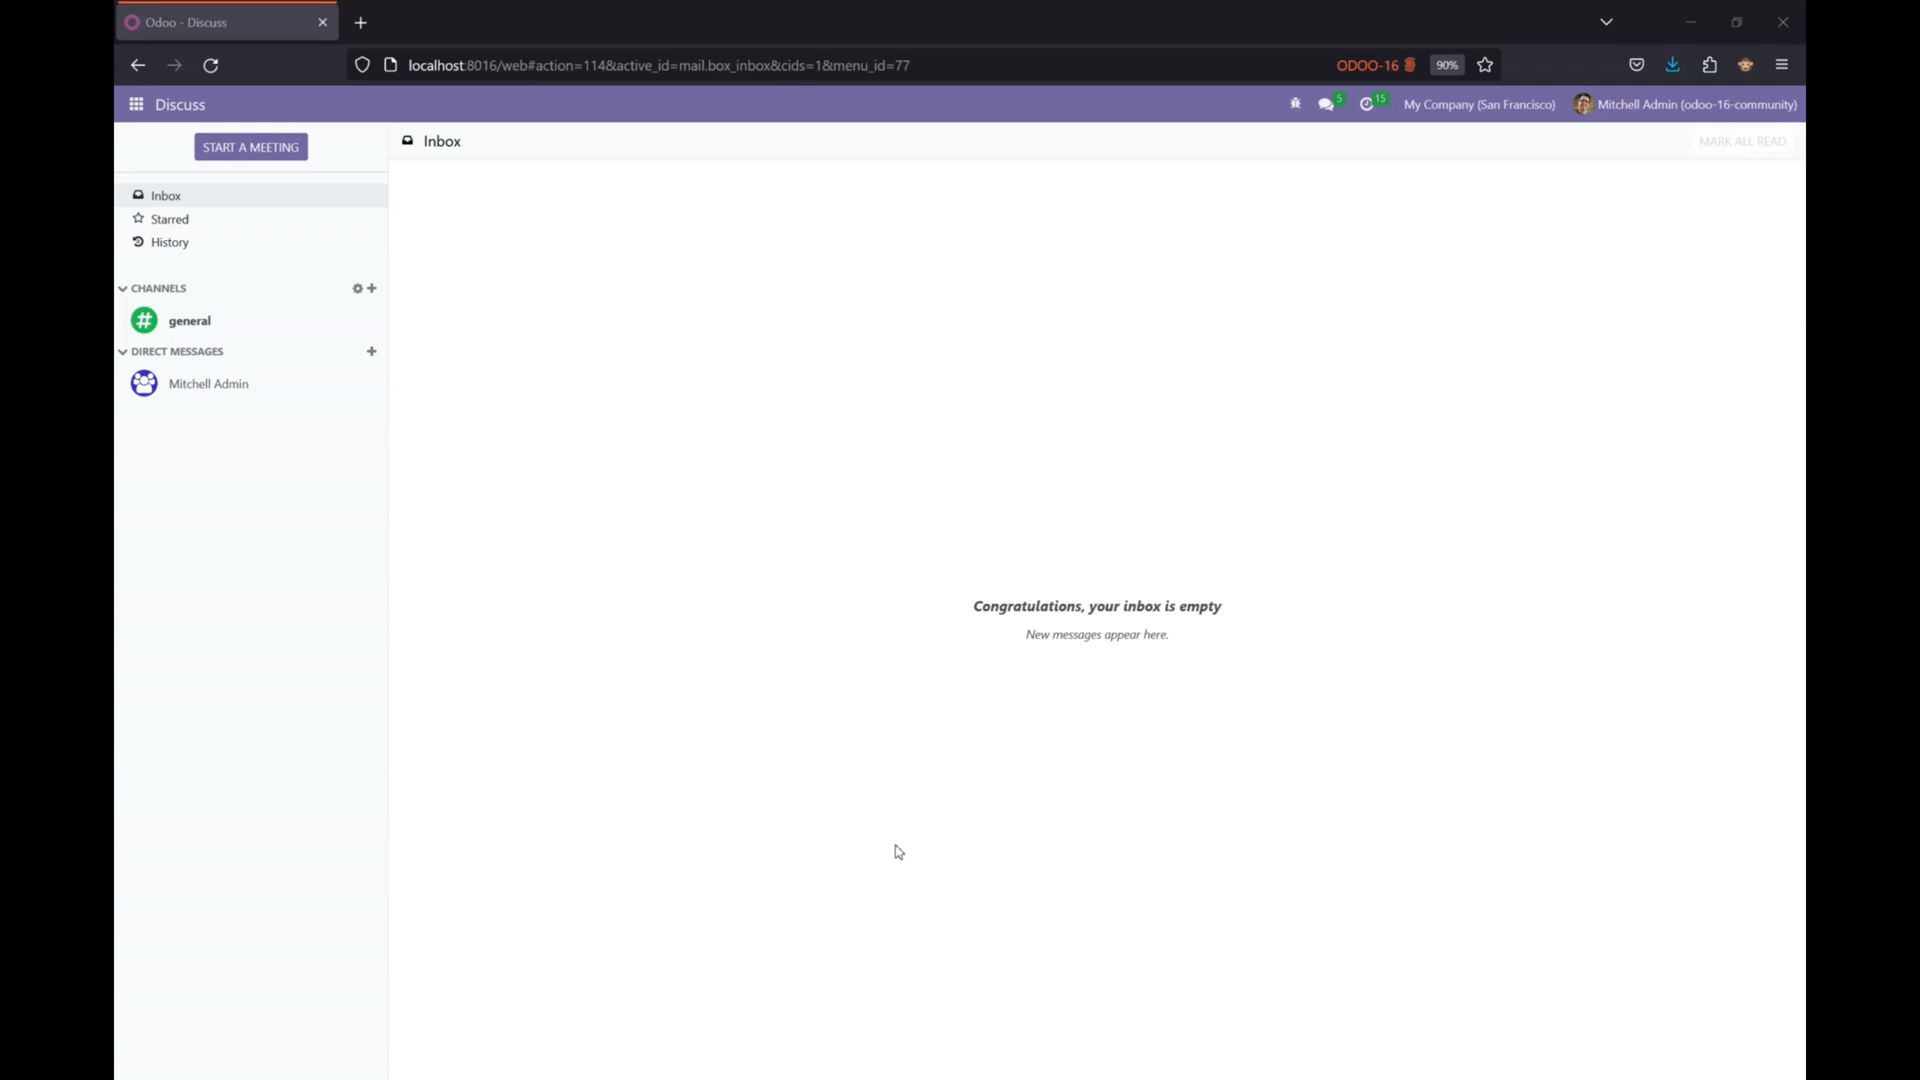 Odoo - Discuss
localhost:8016/web#action=114&active_id=mail.box_inbox&cids=1&menu_id=77
ODOO-16
90%
Discuss
5
15
My Company (San Francisco)
Mitchell Admin (odoo-16-community)
START A MEETING
Inbox
MARK ALL READ
Inbox
Starred
History
CHANNELS
general
DIRECT MESSAGES
Mitchell Admin
Congratulations, your inbox is empty
New messages appear here.